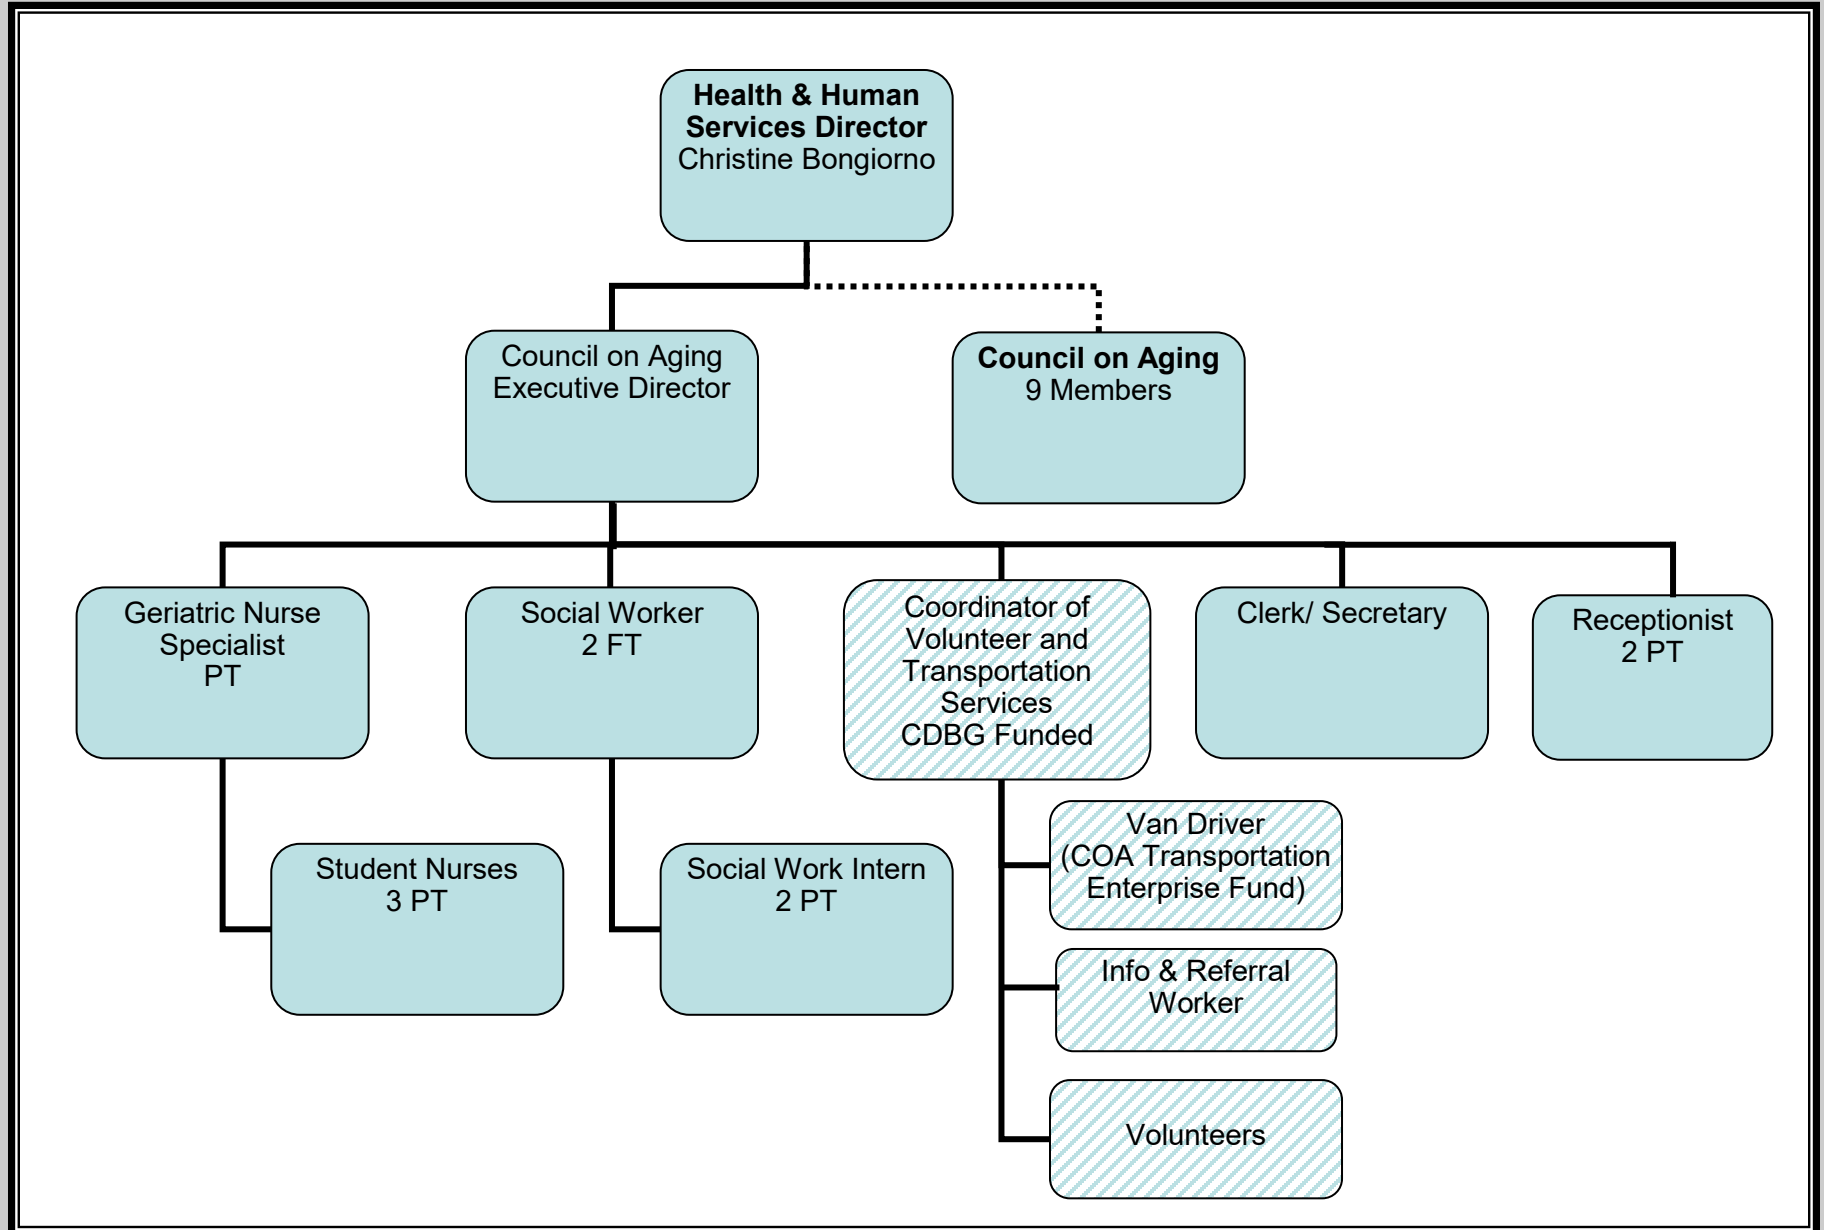 Health & Human
Services Director
Christine Bongiorno
Council on Aging
Executive Director
Council on Aging
9 Members
Geriatric Nurse
Specialist
PT
Social Worker
2 FT
Coordinator of
Volunteer and
Transportation
Services
CDBG Funded
Clerk/ Secretary
Receptionist
2 PT
Student Nurses
3 PT
Social Work Intern
2 PT
Van Driver
(COA Transportation
Enterprise Fund)
Info & Referral
Worker
Volunteers